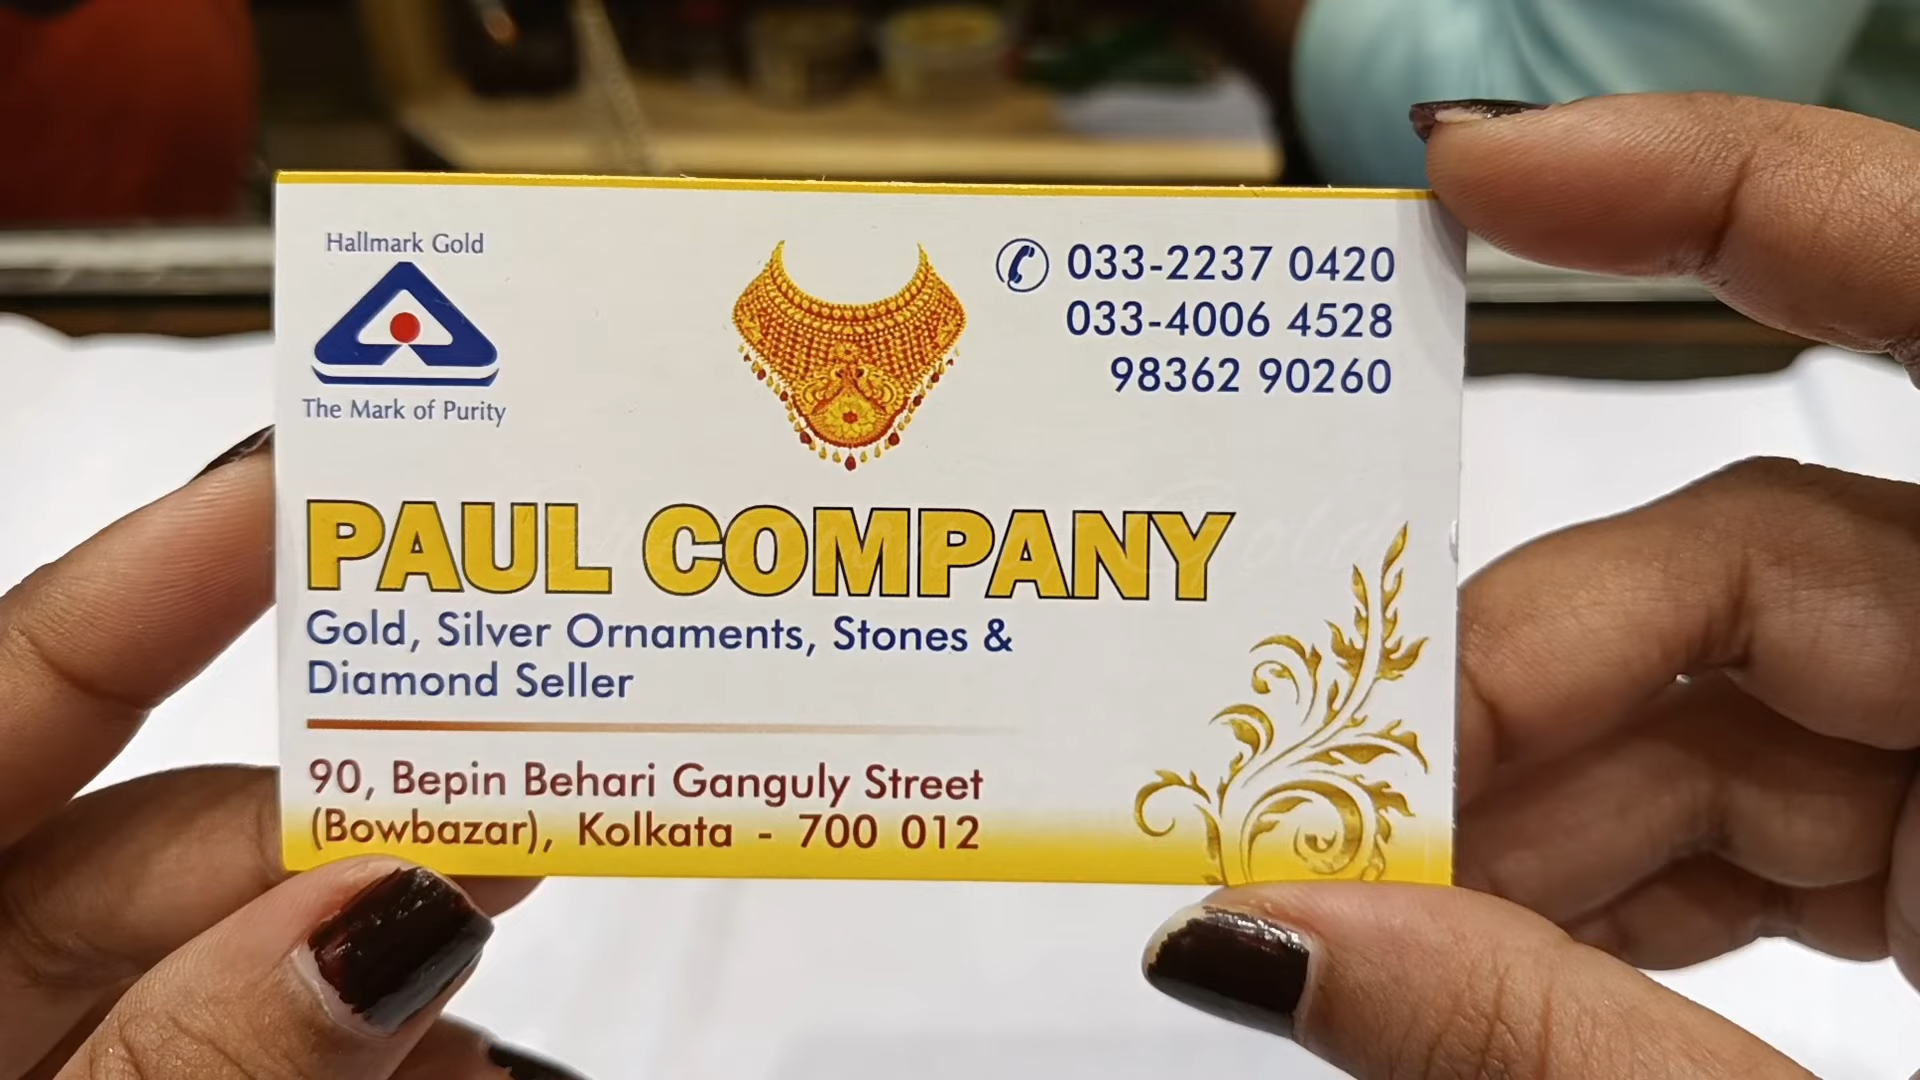 Hallmark Gold
The Mark of Purity
033-2237 0420
033-4006 4528
98362 90260
PAUL COMPANY
Gold, Silver Ornaments, Stones &
Diamond Seller
90, Bepin Behari Ganguly Street
(Bowbazar), Kolkata - 700 012